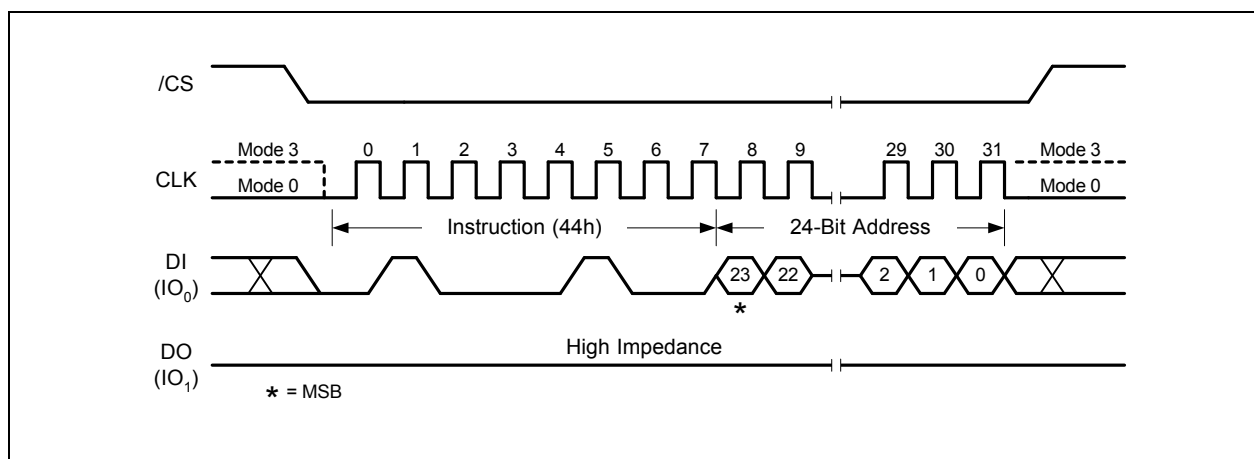 /CS
Mode 3
0 1 2 3 4 5 6 7 8 9 29 30 31
Mode 3
CLK
Mode 0
Mode 0
Instruction (44h)
24-Bit Address
DI
(IO₀)
23 22 2 1 0
*
High Impedance
DO
(IO₁)
* = MSB